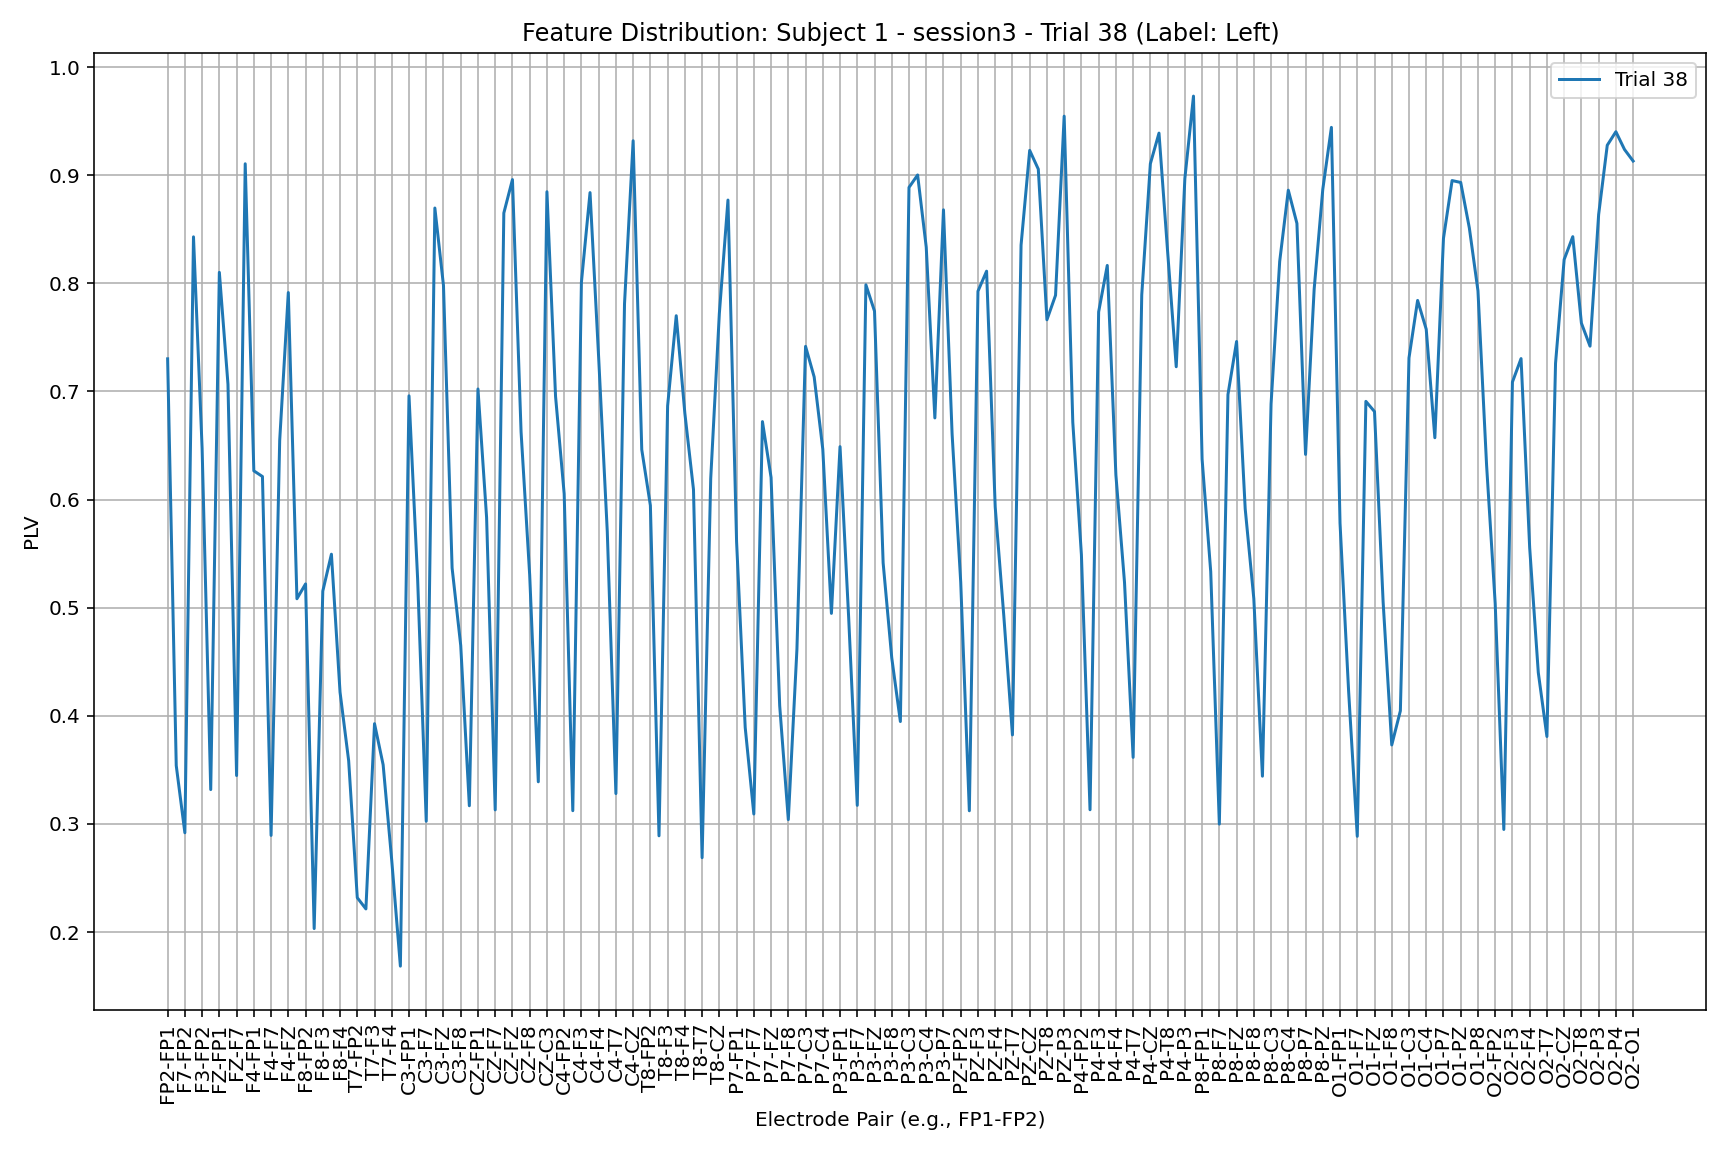 Feature Distribution: Subject 1 - session3 - Trial 38 (Label: Left)
Trial 38
1.0
0.9
0.8
0.7
0.6
0.5
0.4
0.3
0.2
PLV
FP2-FP1
F7-FP2
F3-FP2
FZ-FP1
FZ-F7
F4-FP1
F4-F7
F4-FZ
F8-FP2
F8-F3
F8-F4
T7-FP2
T7-F3
T7-F4
C3-FP1
C3-F7
C3-FZ
C3-F8
CZ-FP1
CZ-F7
CZ-FZ
CZ-F8
CZ-C3
C4-FP2
C4-F3
C4-F4
C4-T7
C4-CZ
T8-FP2
T8-F3
T8-F4
T8-T7
T8-CZ
P7-FP1
P7-F7
P7-FZ
P7-F8
P7-C3
P7-C4
P3-FP1
P3-F7
P3-FZ
P3-F8
P3-C3
P3-C4
P3-P7
PZ-FP2
PZ-F3
PZ-F4
PZ-T7
PZ-CZ
PZ-T8
PZ-P3
P4-FP2
P4-F3
P4-F4
P4-T7
P4-CZ
P4-T8
P4-P3
P8-FP1
P8-F7
P8-FZ
P8-F8
P8-C3
P8-C4
P8-P7
P8-PZ
O1-FP1
O1-F7
O1-FZ
O1-F8
O1-C3
O1-C4
O1-P7
O1-PZ
O1-P8
O2-FP2
O2-F3
O2-F4
O2-T7
O2-CZ
O2-T8
O2-P3
O2-P4
O2-O1
Electrode Pair (e.g., FP1-FP2)